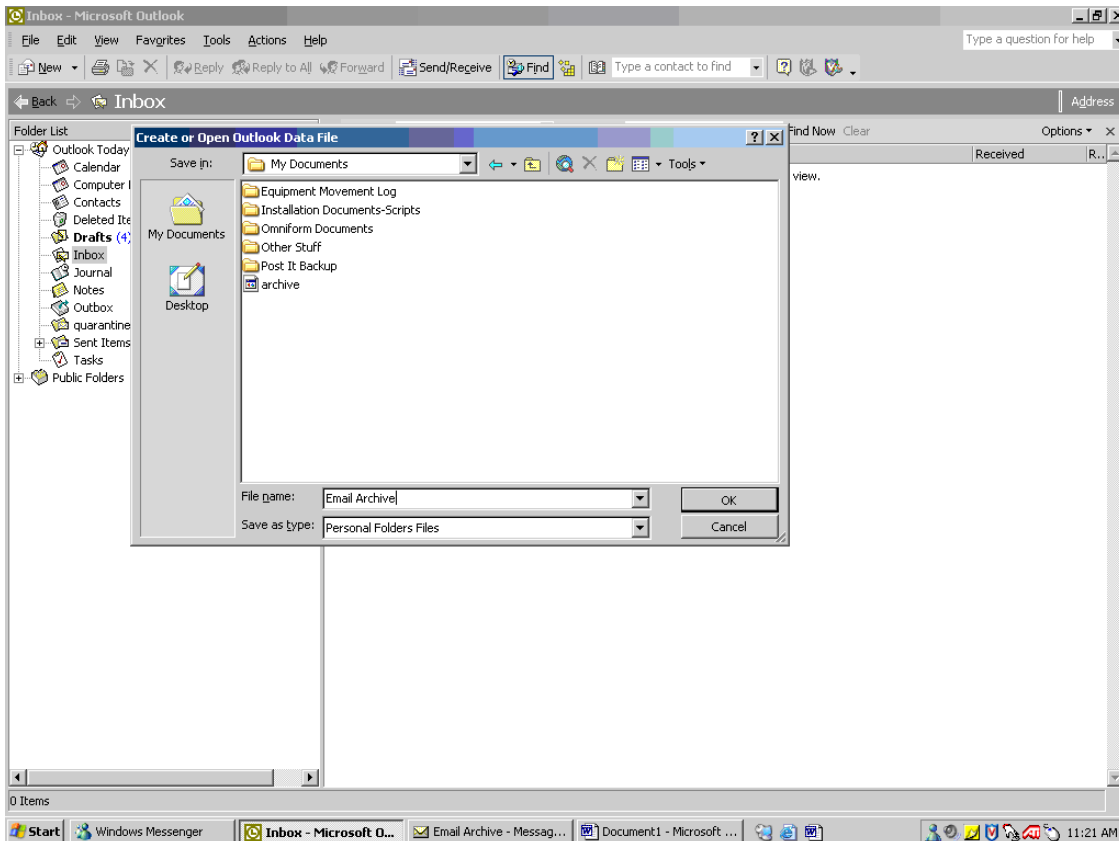 Inbox - Microsoft Outlook
File Edit View Favorites Tools Actions Help
Type a question for help
New Reply Reply to All Forward Send/Receive Find Type a contact to find
Back Inbox
Address
Folder List
Find Now Clear
Options
Received
R..
view.
Outlook Today
Calendar
Computer
Contacts
Deleted Ite
Drafts (4)
Inbox
Journal
Notes
Outbox
quarantine
Sent Items
Tasks
Public Folders
Create or Open Outlook Data File
Save in: My Documents
Tools
My Documents
Desktop
Equipment Movement Log
Installation Documents-Scripts
Omniform Documents
Other Stuff
Post It Backup
archive
File name: Email Archive
OK
Save as type: Personal Folders Files
Cancel
0 Items
Start Windows Messenger Inbox - Microsoft O... Email Archive - Messag... Document1 - Microsoft ... 11:21 AM